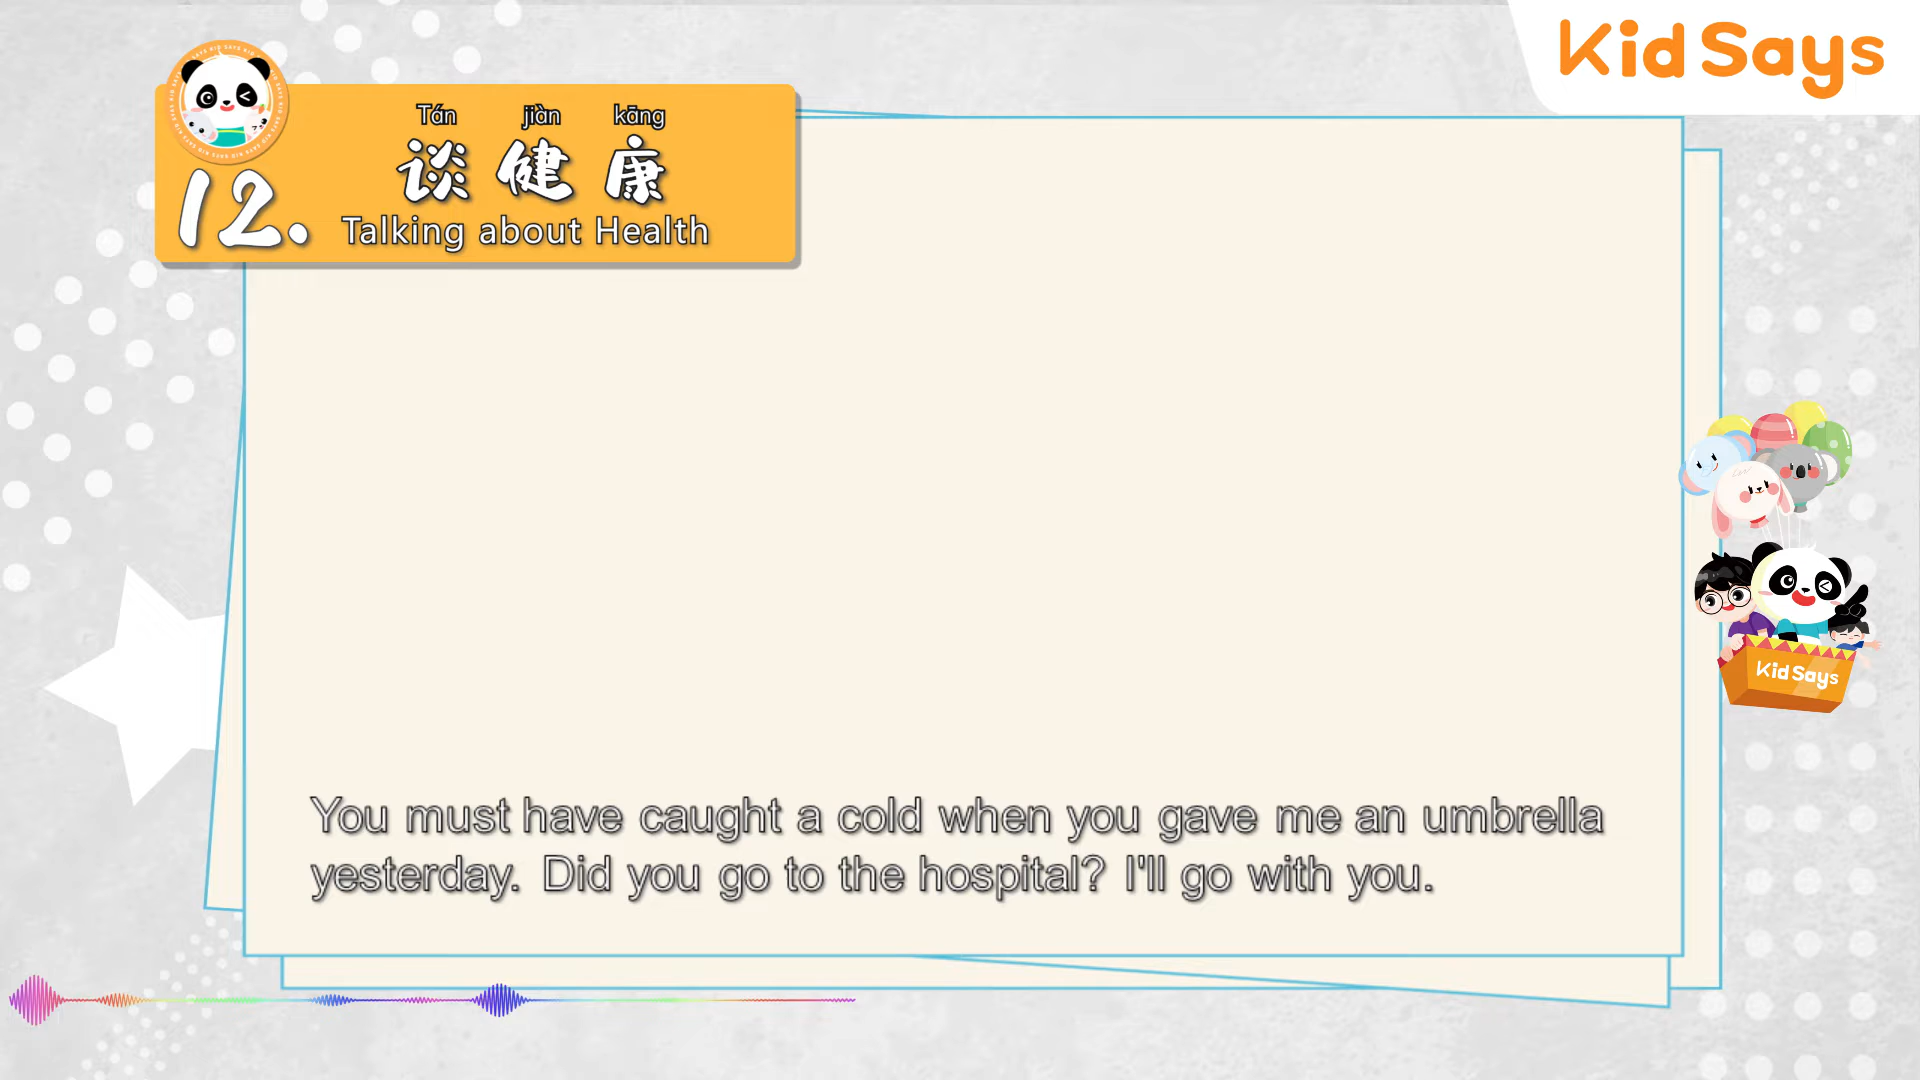 Kid Says
Tán jiàn kāng
谈健康
12.
Talking about Health
Kid Says
You must have caught a cold when you gave me an umbrella
yesterday. Did you go to the hospital? I'll go with you.